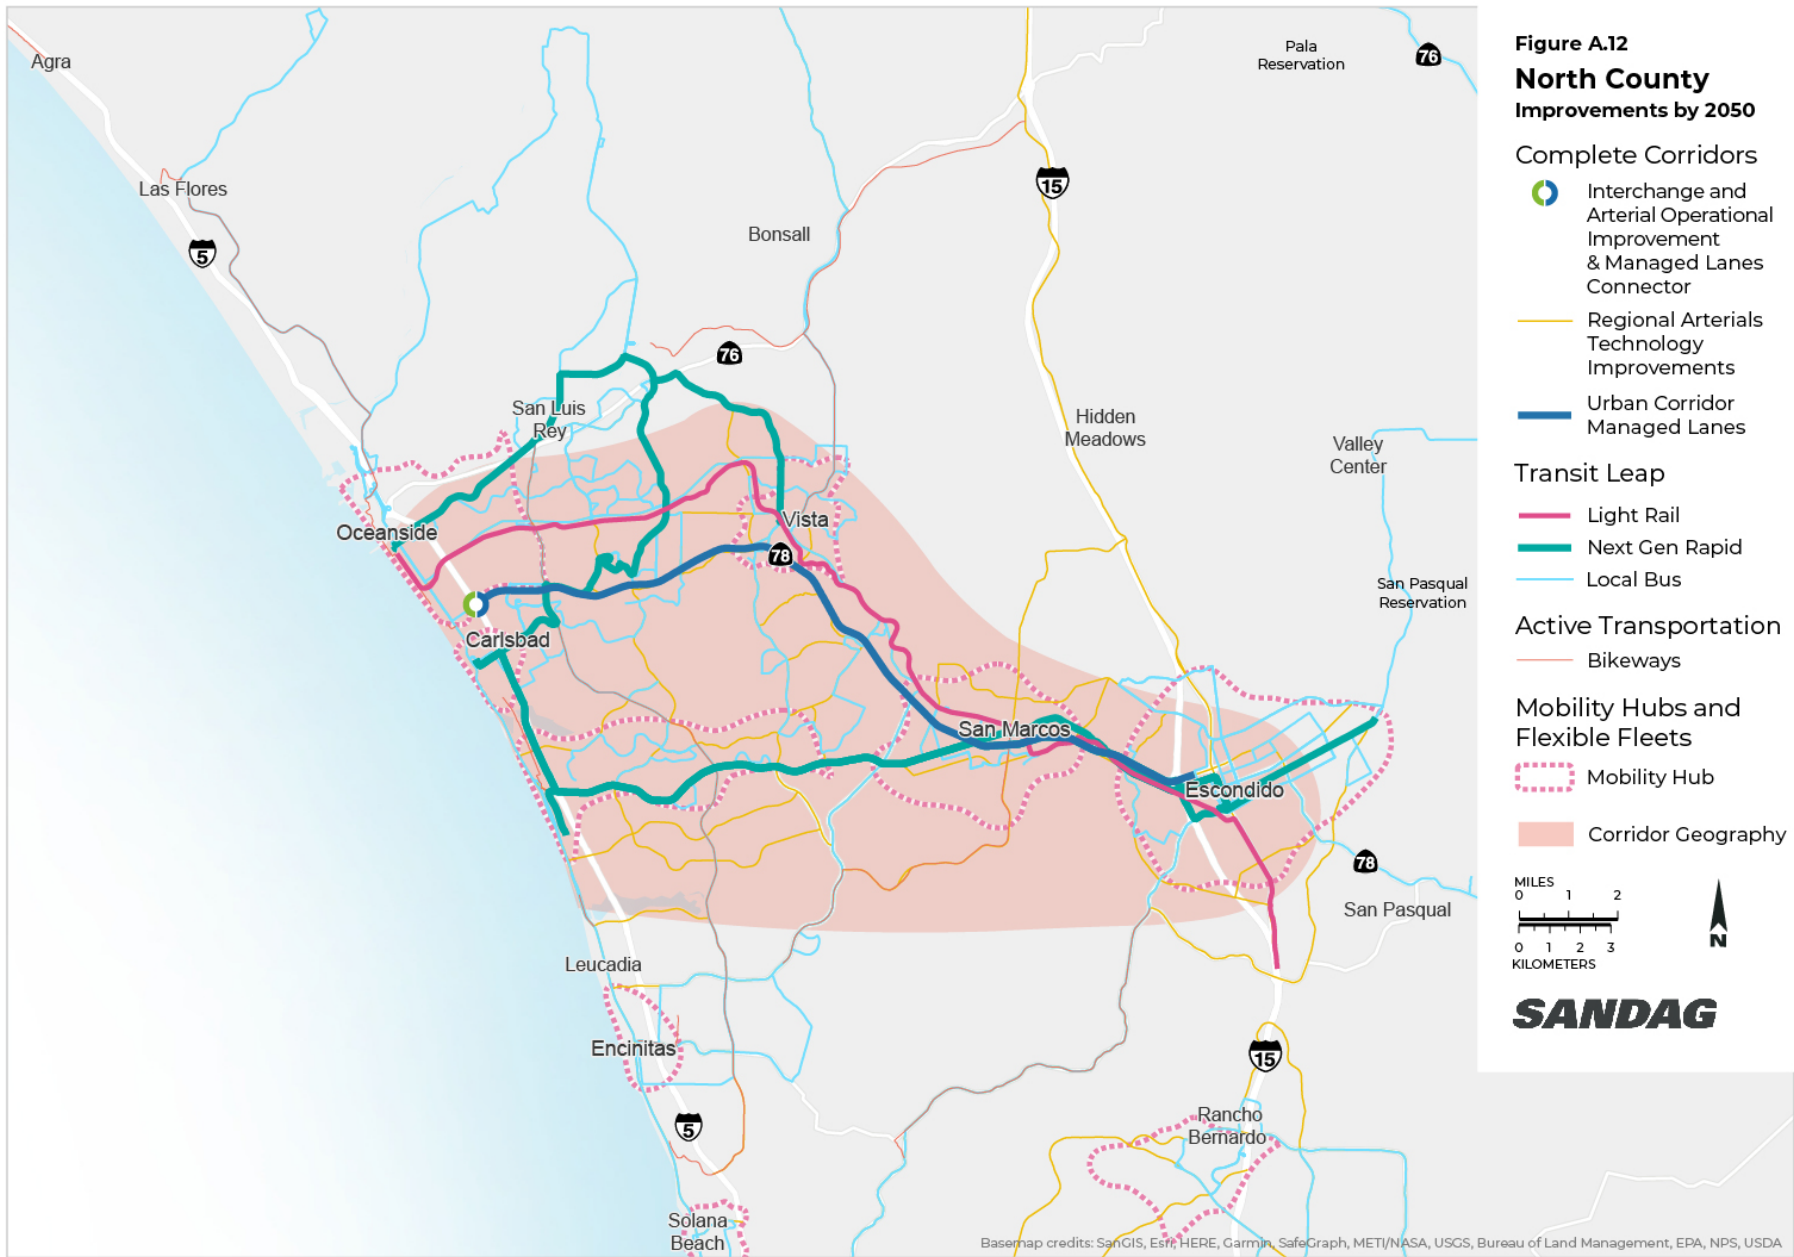 Figure A.12
North County
Improvements by 2050
Complete Corridors
Interchange and
Arterial Operational
Improvement
& Managed Lanes
Connector
Regional Arterials
Technology
Improvements
Urban Corridor
Managed Lanes
Transit Leap
Light Rail
Next Gen Rapid
Local Bus
Active Transportation
Bikeways
Mobility Hubs and
Flexible Fleets
Mobility Hub
Corridor Geography
MILES
0 1 2
0 1 2 3
KILOMETERS
N
SANDAG
Agra
Pala
Reservation
76
Las Flores
15
5
Bonsall
76
San Luis
Rey
Hidden
Meadows
Valley
Center
Oceanside
Vista
78
San Pasqual
Reservation
Carlsbad
San Marcos
Escondido
78
San Pasqual
Leucadia
Encinitas
15
5
Rancho
Bernardo
Solana
Beach
Basemap credits: SanGIS, Esri, HERE, Garmin, SafeGraph, METI/NASA, USGS, Bureau of Land Management, EPA, NPS, USDA